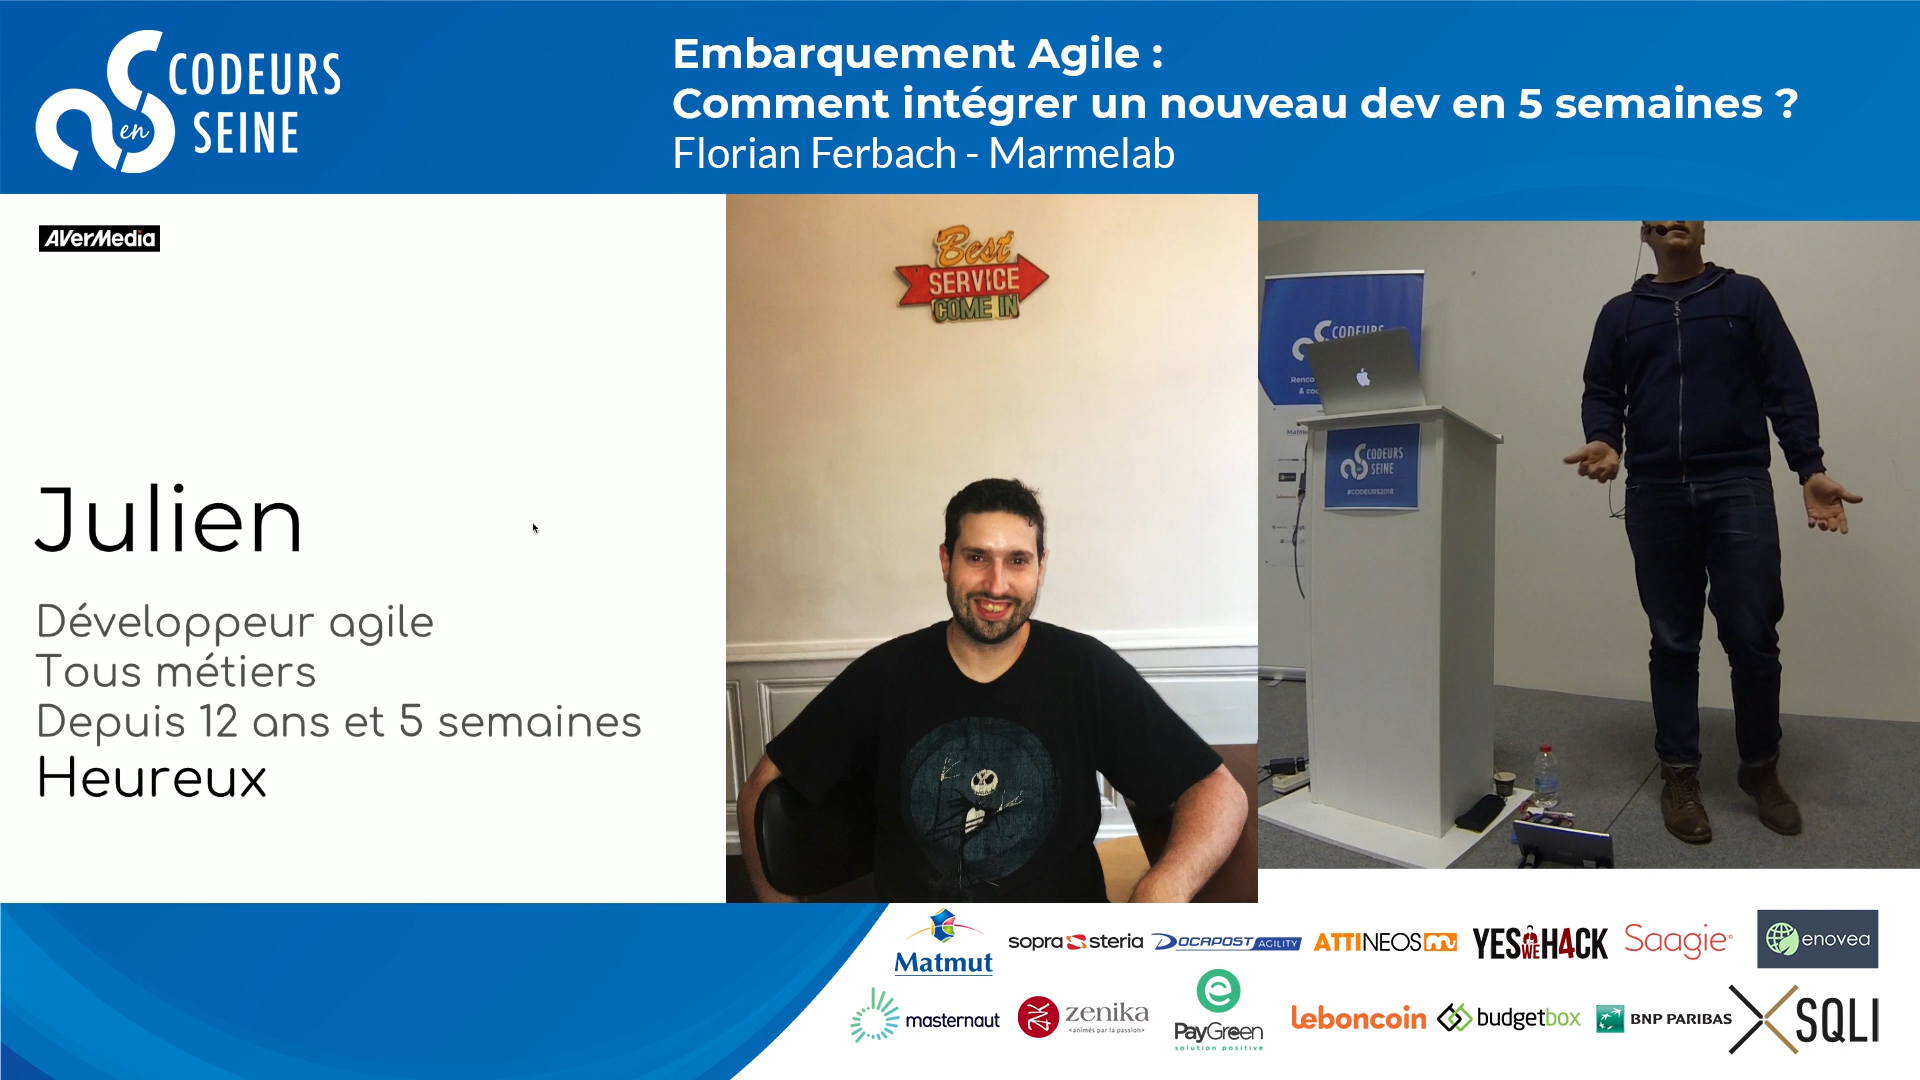 CODEURS
en
SEINE
Embarquement Agile :
Comment intégrer un nouveau dev en 5 semaines ?
Florian Ferbach - Marmelab
AVerMedia
Best
SERVICE
COME IN
Julien
Développeur agile
Tous métiers
Depuis 12 ans et 5 semaines
Heureux
CODEURS
Renco
& co
Matm
CODEURS
SEINE
#CODEURS2018
Matmut
sopra steria
DOCAPOST AGILITY
ATTINEOS
YES WE H4CK
Saagie
enovea
masternaut
zenika
<animés par la passion>
PayGreen
solution positive
leboncoin
budgetbox
BNP PARIBAS
SQLI